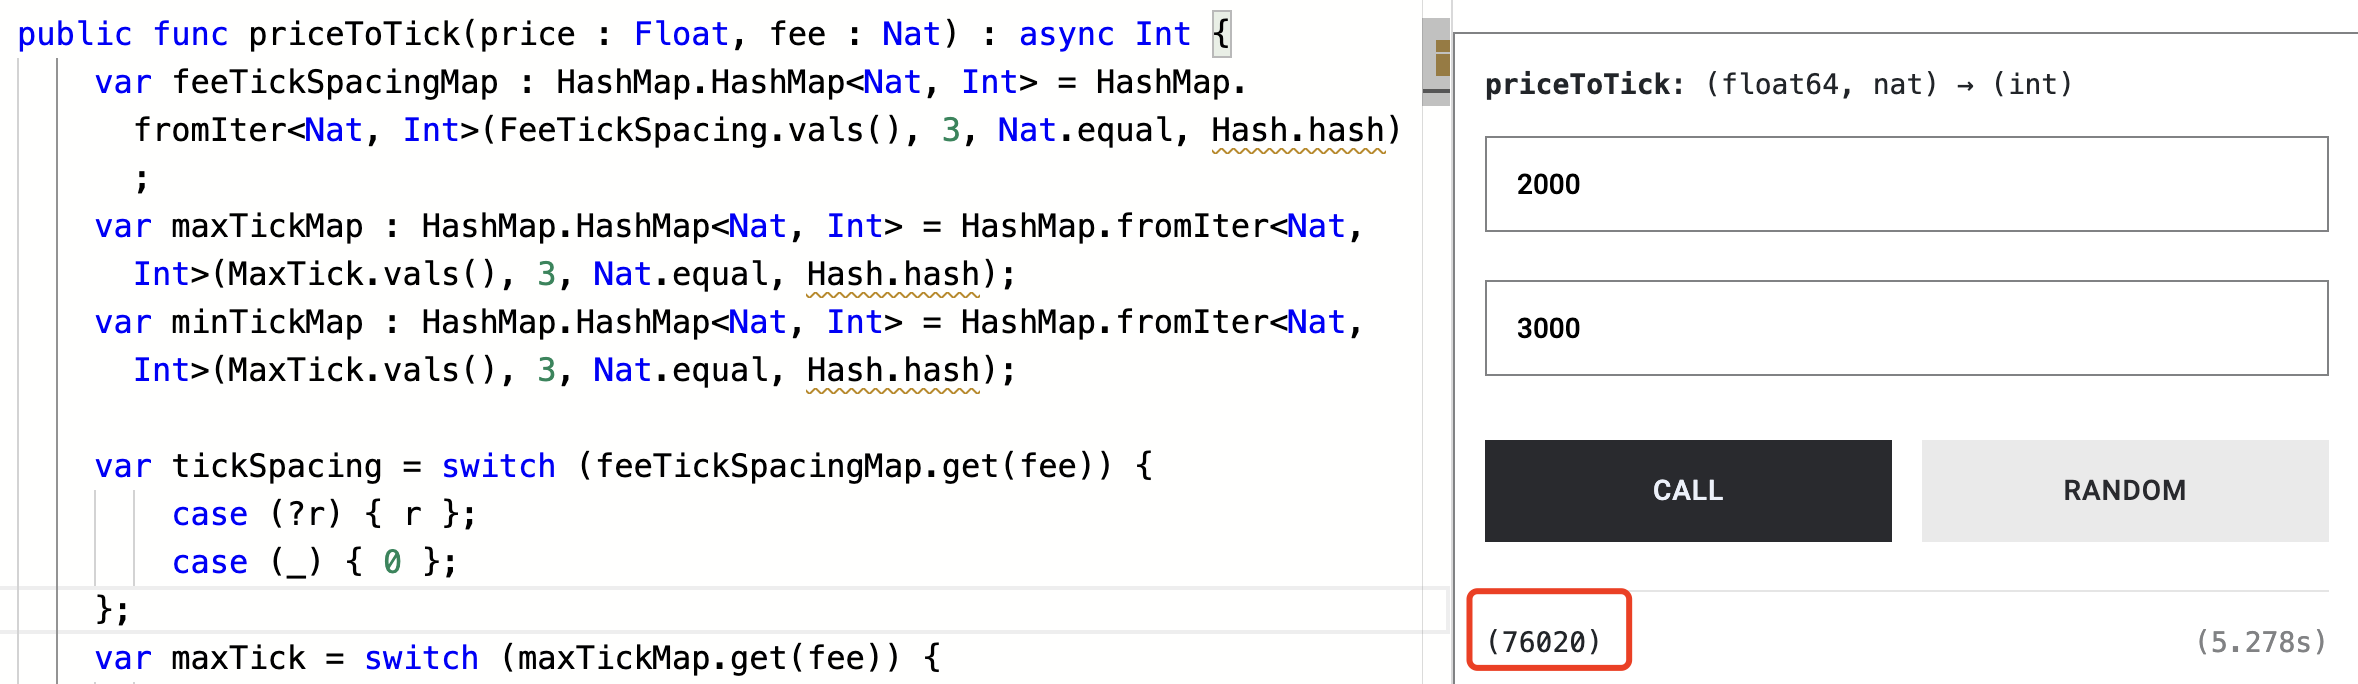 public func priceToTick(price : Float, fee : Nat) : async Int {
var feeTickSpacingMap : HashMap.HashMap<Nat, Int> = HashMap.
fromIter<Nat, Int>(FeeTickSpacing.vals(), 3, Nat.equal, Hash.hash)
;
var maxTickMap : HashMap.HashMap<Nat, Int> = HashMap.fromIter<Nat,
Int>(MaxTick.vals(), 3, Nat.equal, Hash.hash);
var minTickMap : HashMap.HashMap<Nat, Int> = HashMap.fromIter<Nat,
Int>(MaxTick.vals(), 3, Nat.equal, Hash.hash);
var tickSpacing = switch (feeTickSpacingMap.get(fee)) {
case (?r) { r };
case (_) { 0 };
};
var maxTick = switch (maxTickMap.get(fee)) {
priceToTick: (float64, nat) → (int)
2000
3000
CALL
RANDOM
(76020)
(5.278s)